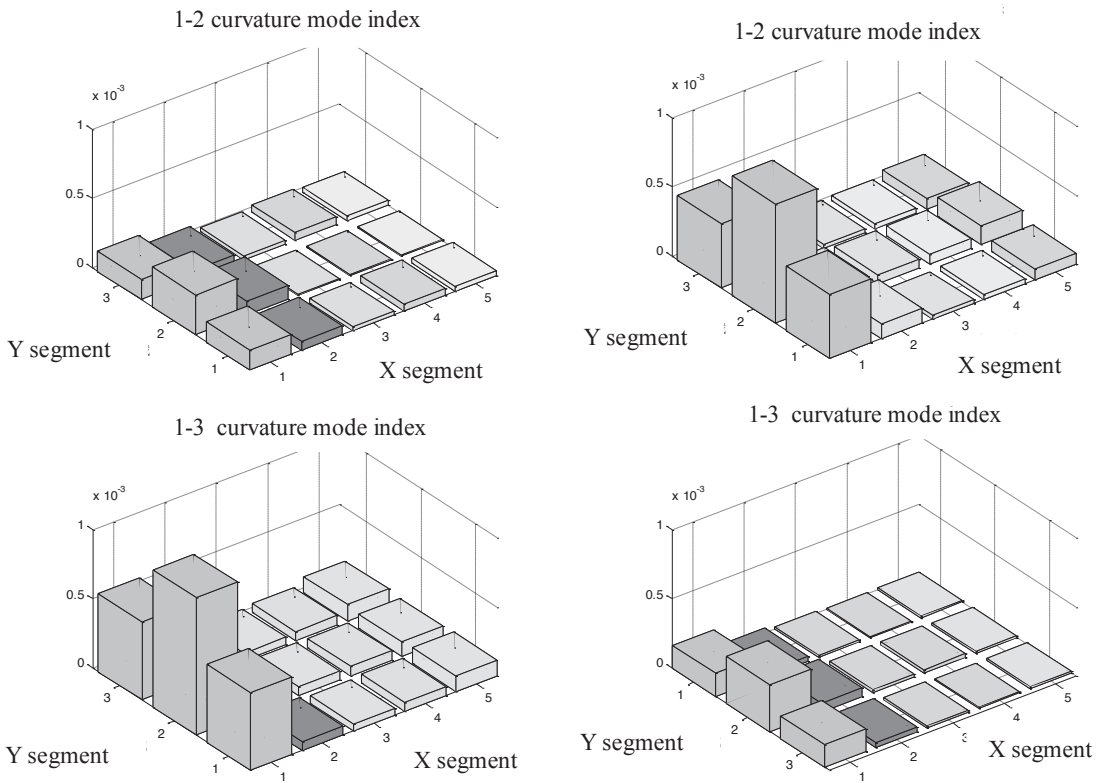 1-2 curvature mode index
x 10-3
1
0.5
0
3
2
1
1
2
3
4
5
Y segment
X segment
1-2 curvature mode index
x 10-3
1
0.5
0
3
2
1
1
2
3
4
5
Y segment
X segment
1-3 curvature mode index
x 10-3
1
0.5
0
3
2
1
1
2
3
4
5
Y segment
X segment
1-3 curvature mode index
x 10-3
1
0.5
0
1
2
3
1
2
4
5
Y segment
X segment